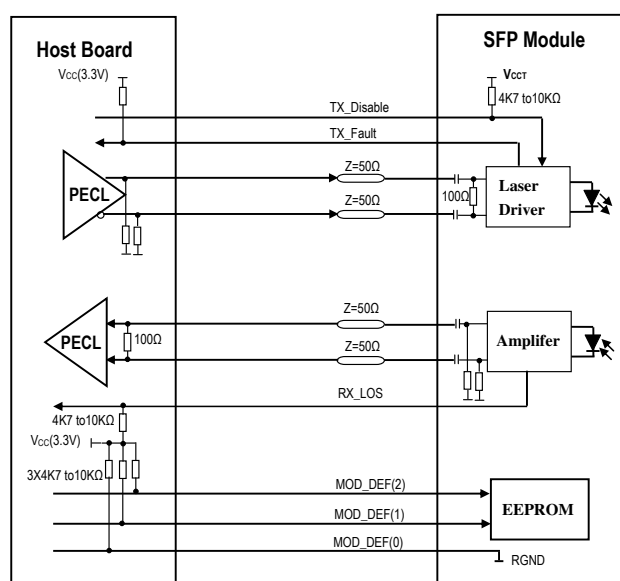 Host Board
SFP Module
Vcc(3.3V)
VCCT
4K7 to10KΩ
TX_Disable
TX_Fault
Z=50Ω
PECL
100Ω
Laser
Driver
Z=50Ω
Z=50Ω
PECL
100Ω
Amplifer
Z=50Ω
RX_LOS
4K7 to10KΩ
Vcc(3.3V)
3X4K7 to10KΩ
MOD_DEF(2)
EEPROM
MOD_DEF(1)
MOD_DEF(0)
RGND